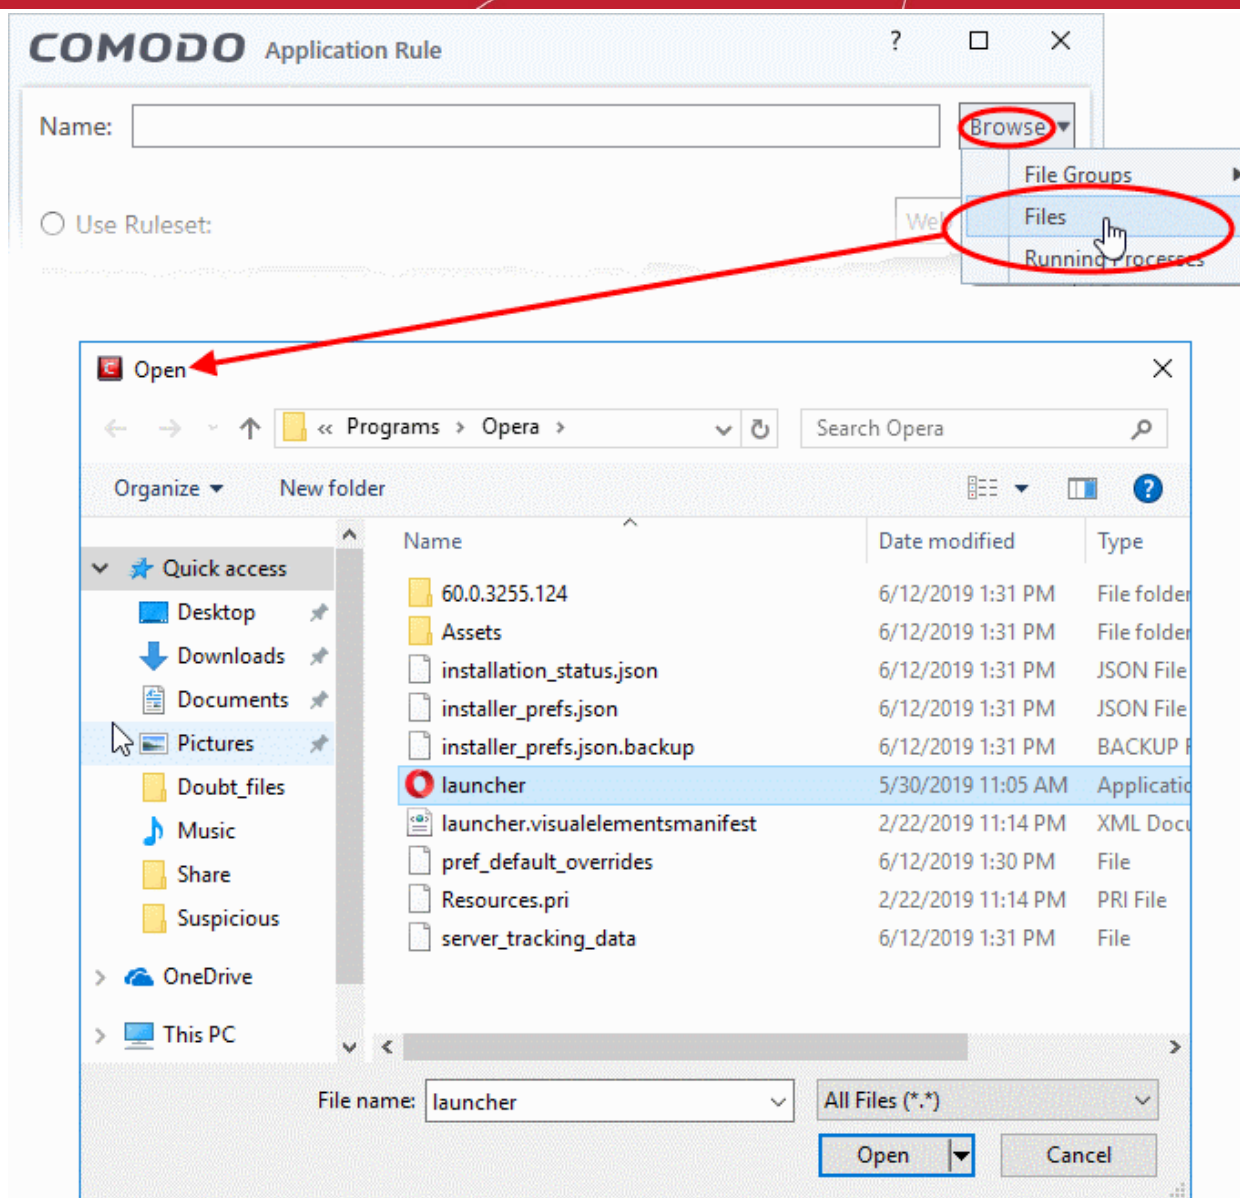 COMODO Application Rule ?
Name: Browse
File Groups
Files
Use Ruleset:
Running Processes
Open
« Programs > Opera > Search Opera
Organize New folder ?
Name Date modified Type
Quick access
60.0.3255.124 6/12/2019 1:31 PM File folder
Desktop
Assets 6/12/2019 1:31 PM File folder
Downloads
installation_status.json 6/12/2019 1:31 PM JSON File
Documents
installer_prefs.json 6/12/2019 1:31 PM JSON File
Pictures
installer_prefs.json.backup 6/12/2019 1:31 PM BACKUP
Doubt_files
launcher 5/30/2019 11:05 AM
Music
launcher.visualelementsmanifest 2/22/2019 11:14 PM XML
Share
pref_default_overrides 6/12/2019 1:30 PM File
Resources.pri 2/22/2019 11:14 PM PRI File
Suspicious
server_tracking_data 6/12/2019 1:31 PM File
OneDrive
This PC
File name: launcher All Files (*.*)
Open Cancel